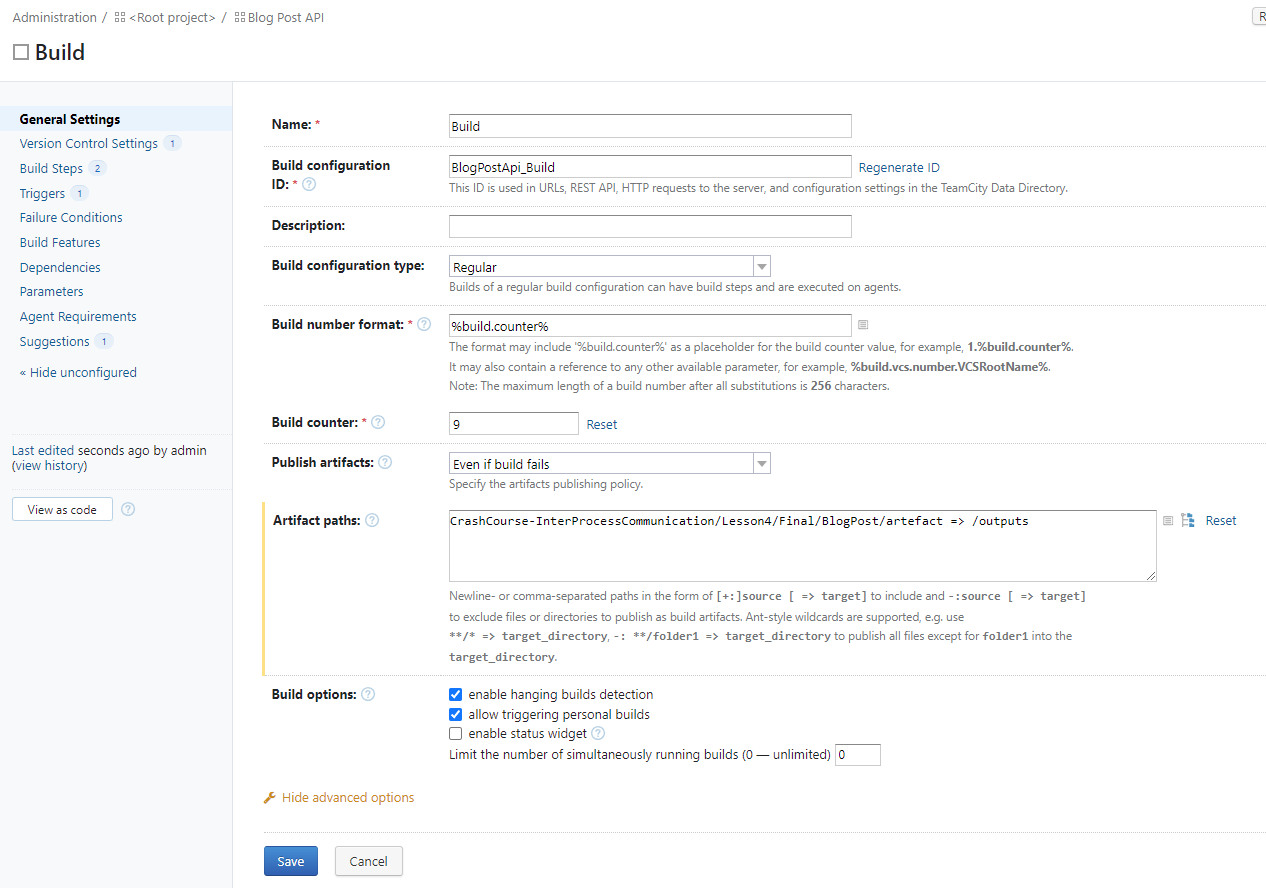 Administration / <Root project> / Blog Post API
R
Build
General Settings
Version Control Settings 1
Build Steps 2
Triggers 1
Failure Conditions
Build Features
Dependencies
Parameters
Agent Requirements
Suggestions 1
« Hide unconfigured
Last edited seconds ago by admin
(view history)
View as code ?
Name: *
Build
Build configuration
ID: * ?
BlogPostApi_Build
Regenerate ID
This ID is used in URLs, REST API, HTTP requests to the server, and configuration settings in the TeamCity Data Directory.
Description:
Build configuration type:
Regular
Builds of a regular build configuration can have build steps and are executed on agents.
Build number format: * ?
%build.counter%
The format may include '%build.counter%' as a placeholder for the build counter value, for example, 1.%build.counter%.
It may also contain a reference to any other available parameter, for example, %build.vcs.number.VCSRootName%.
Note: The maximum length of a build number after all substitutions is 256 characters.
Build counter: * ?
9
Reset
Publish artifacts: ?
Even if build fails
Specify the artifacts publishing policy.
Artifact paths: ?
CrashCourse-InterProcessCommunication/Lesson4/Final/BlogPost/artefact => /outputs
Reset
Newline- or comma-separated paths in the form of [+:]source [ => target] to include and -:source [ => target]
to exclude files or directories to publish as build artifacts. Ant-style wildcards are supported, e.g. use
**/* => target_directory, -: **/folder1 => target_directory to publish all files except for folder1 into the
target_directory.
Build options: ?
enable hanging builds detection
allow triggering personal builds
enable status widget ?
Limit the number of simultaneously running builds (0 — unlimited) 0
Hide advanced options
Save
Cancel